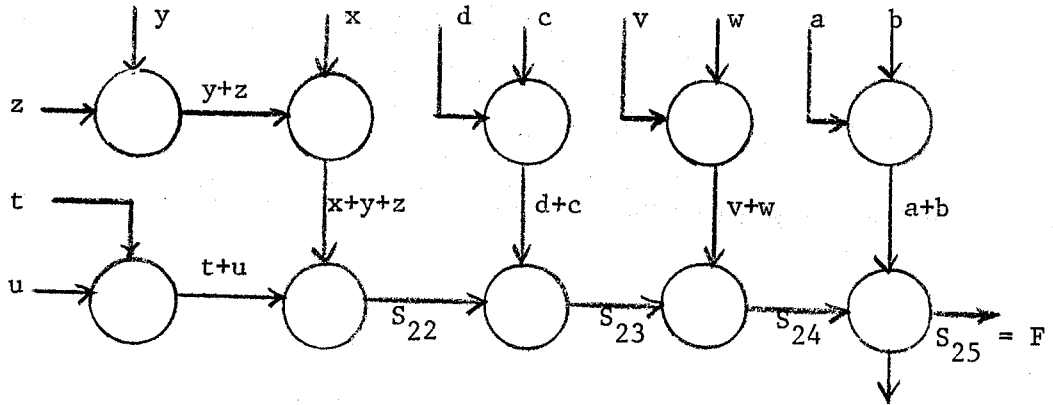 y x d c v w a b
z y+z
t x+y+z d+c v+w a+b
u t+u
S22 S23 S24 S25 = F